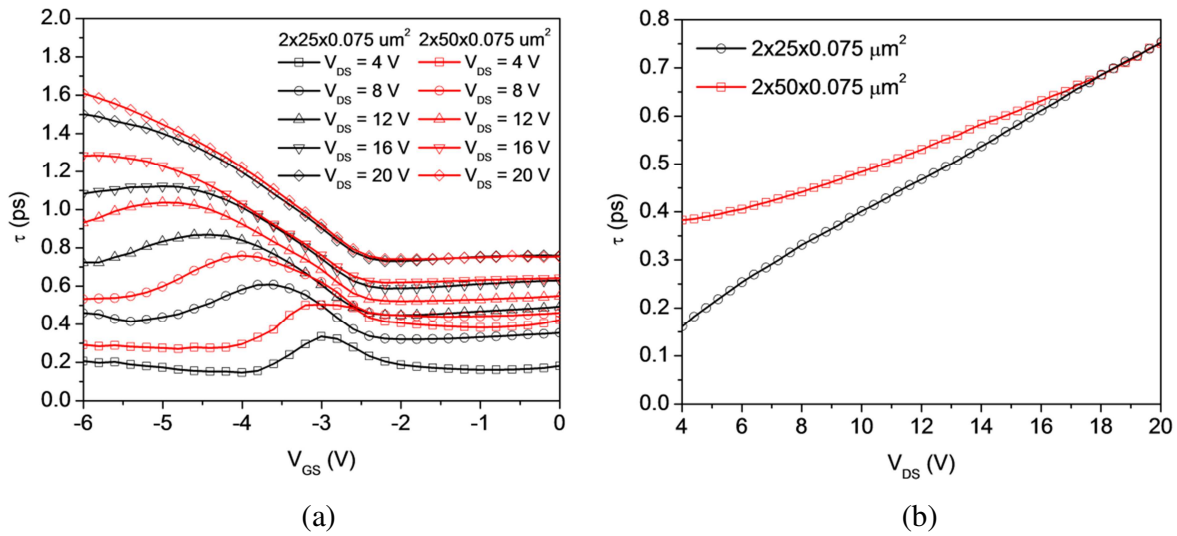 2.0
1.8
1.6
1.4
1.2
1.0
0.8
0.6
0.4
0.2
0.0
τ (ps)
2x25x0.075 um² 2x50x0.075 um²
V_DS = 4 V V_DS = 4 V
V_DS = 8 V V_DS = 8 V
V_DS = 12 V V_DS = 12 V
V_DS = 16 V V_DS = 16 V
V_DS = 20 V V_DS = 20 V
-6 -5 -4 -3 -2 -1 0
V_GS (V)
(a)
0.8
0.7
0.6
0.5
0.4
0.3
0.2
0.1
0.0
τ (ps)
2x25x0.075 μm²
2x50x0.075 μm²
4 6 8 10 12 14 16 18 20
V_DS (V)
(b)